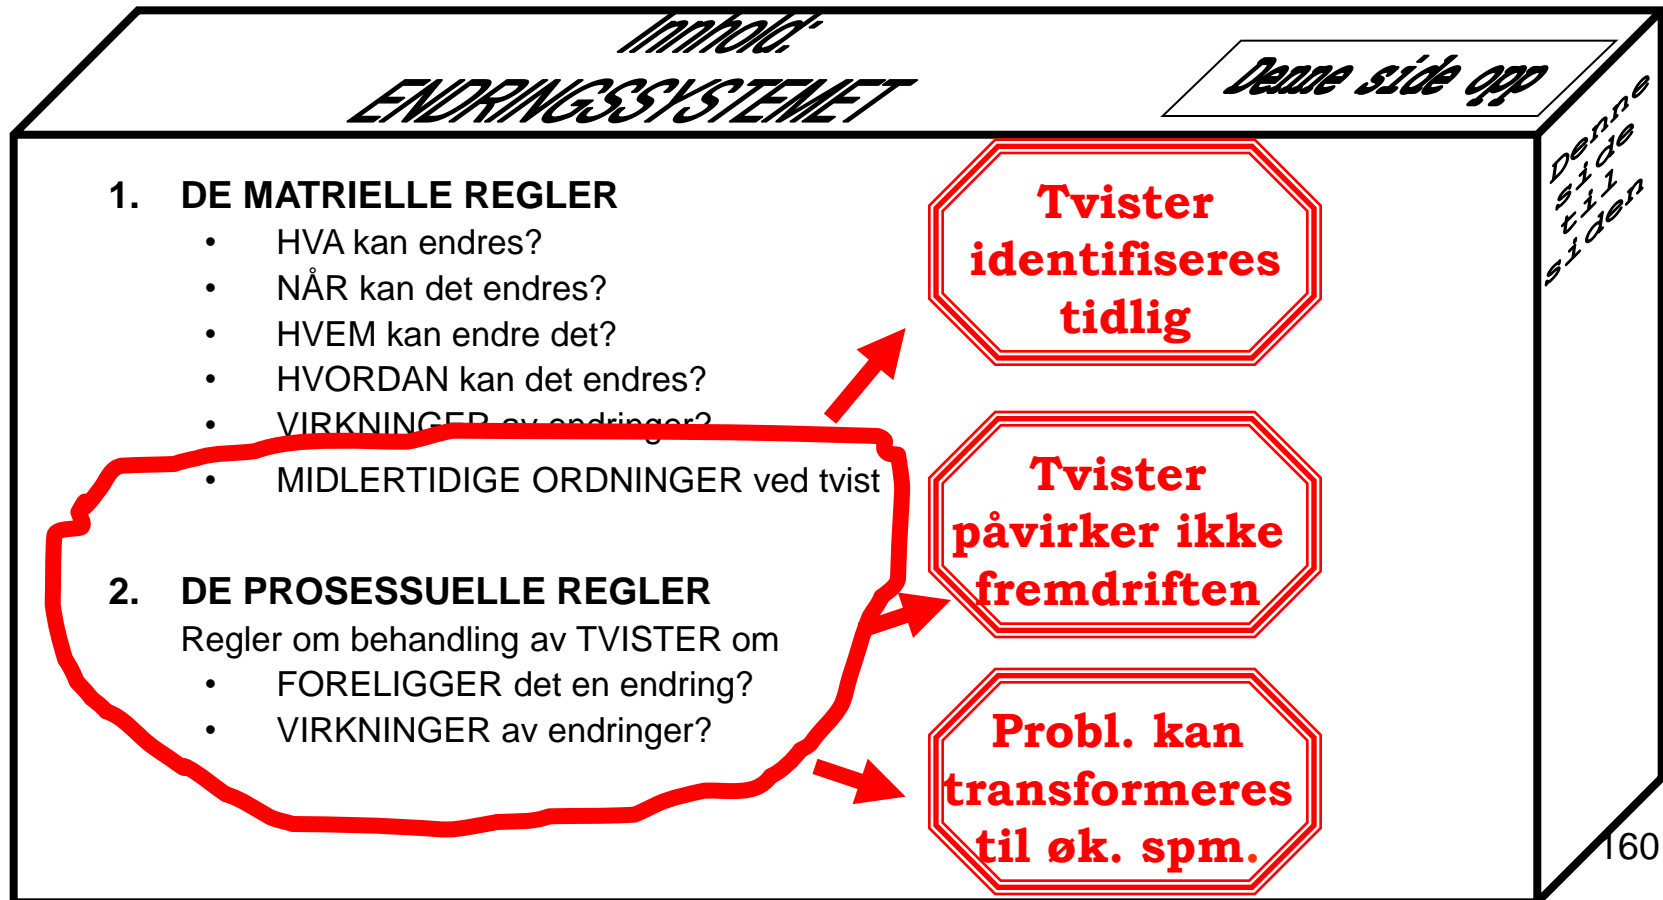 Innhold:
ENDRINGSSYSTEMET
Denne side opp
Denne
side
til
siden
1. DE MATRIELLE REGLER
• HVA kan endres?
• NÅR kan det endres?
• HVEM kan endre det?
• HVORDAN kan det endres?
• VIRKNINGER av endringer?
• MIDLERTIDIGE ORDNINGER ved tvist
2. DE PROSESSUELLE REGLER
Regler om behandling av TVISTER om
• FORELIGGER det en endring?
• VIRKNINGER av endringer?
Tvister
identifiseres
tidlig
Tvister
påvirker ikke
fremdriften
Probl. kan
transformeres
til øk. spm.
160